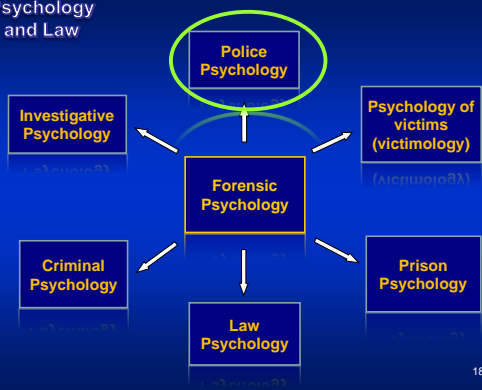 sychology
and Law
Police
Psychology
Investigative
Psychology
Psychology of
victims
(victimology)
Forensic
Psychology
Criminal
Psychology
Prison
Psychology
Law
Psychology
18